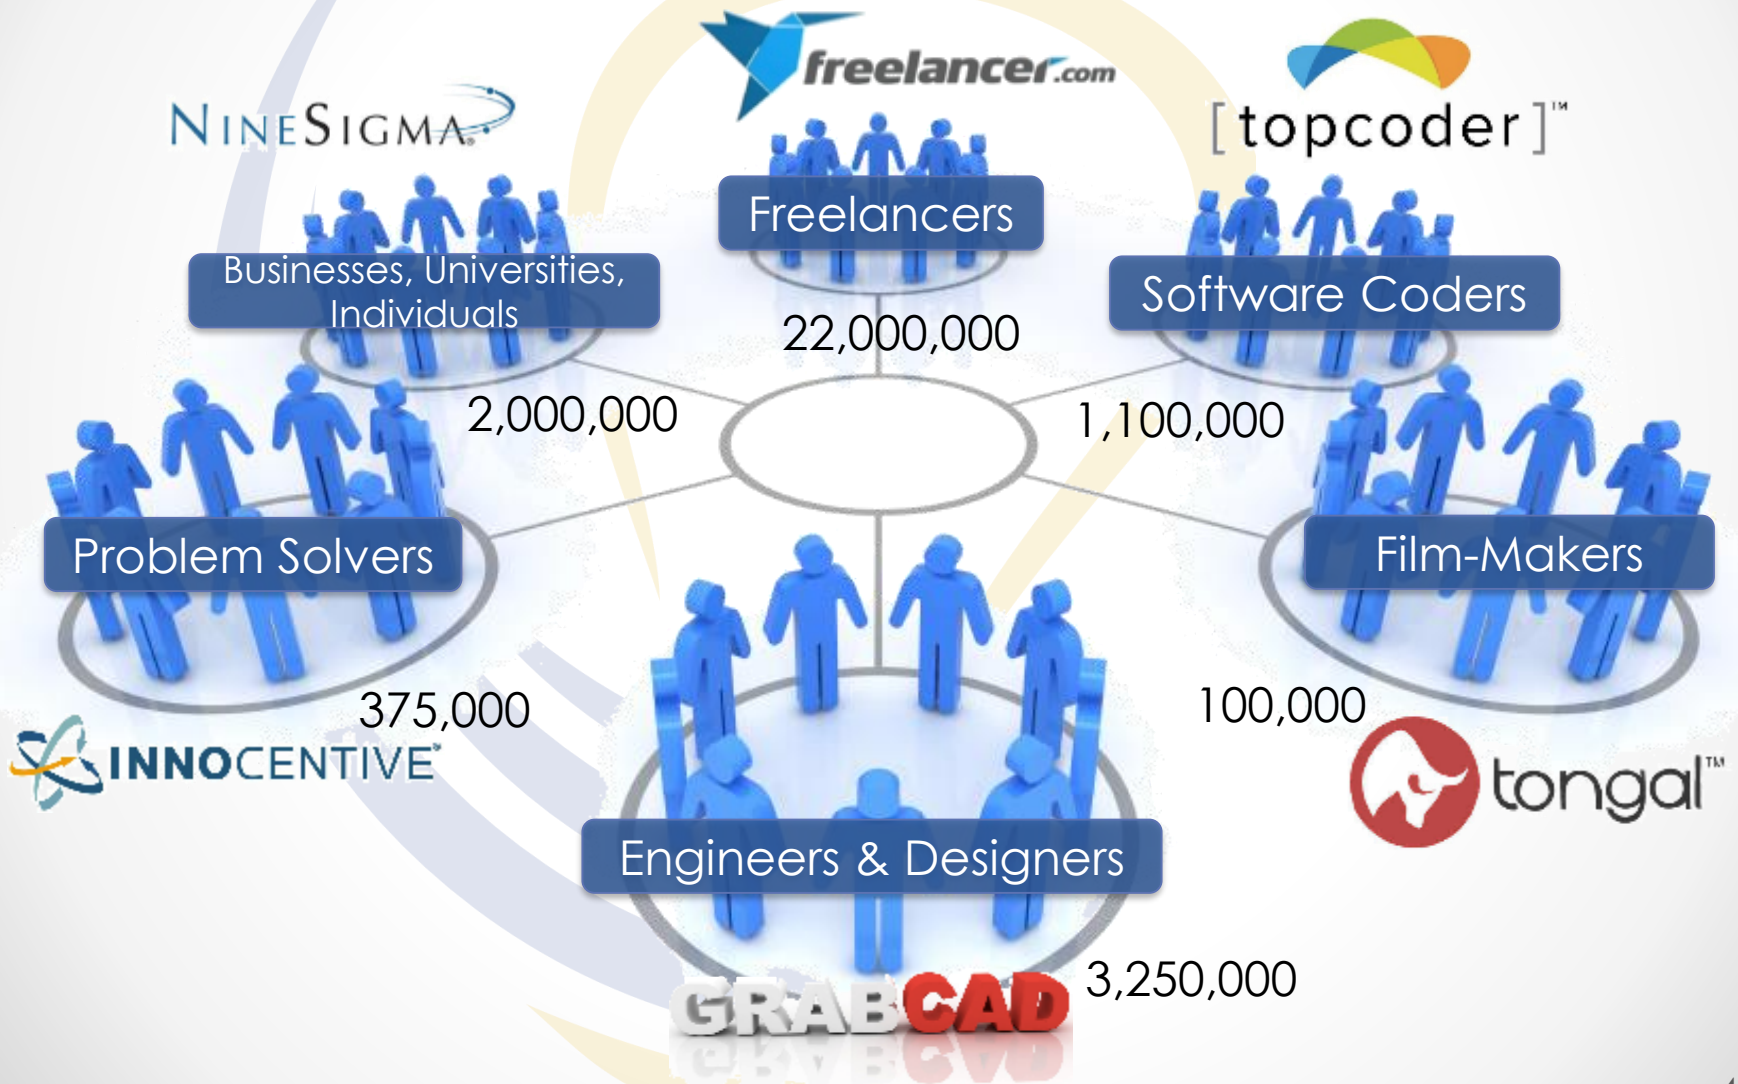 freelancer.com
NINESIGMA®
[topcoder]™
Freelancers
Businesses, Universities,
Individuals
Software Coders
22,000,000
2,000,000
1,100,000
Problem Solvers
Film-Makers
375,000
100,000
INNOCENTIVE
tongal™
Engineers & Designers
3,250,000
GRABCAD